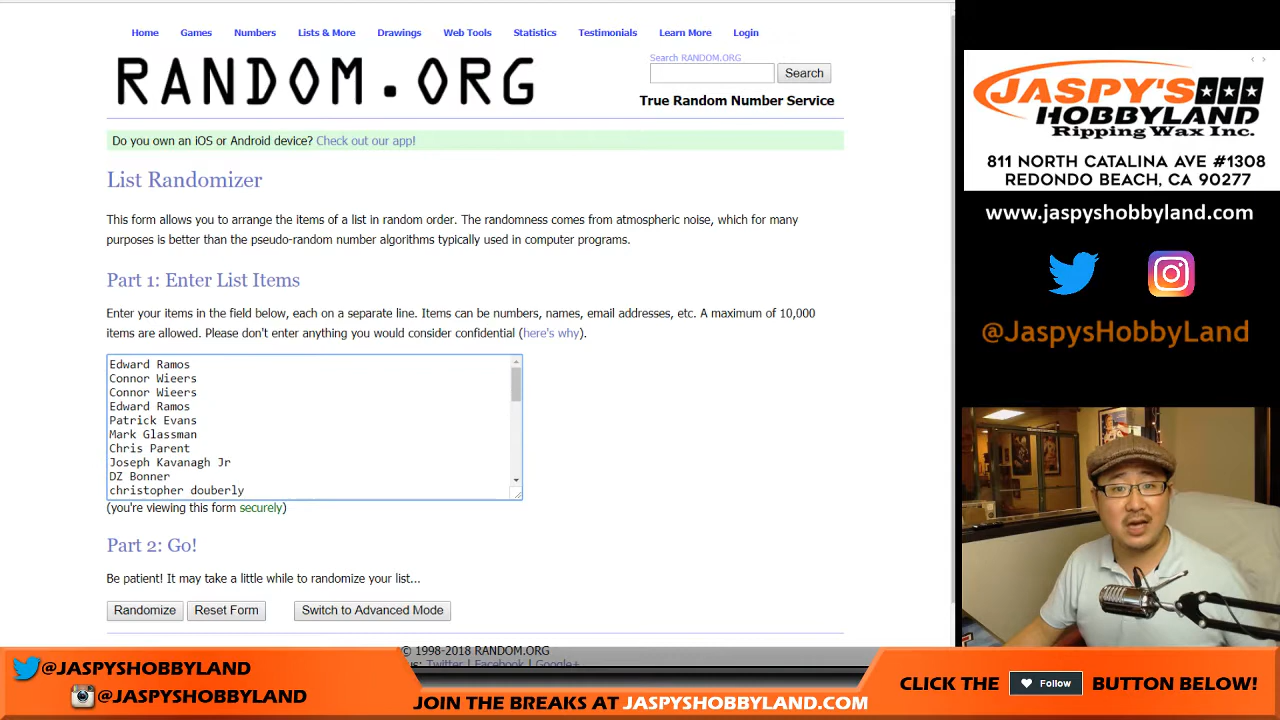 Home Games Numbers Lists & More Drawings Web Tools Statistics Testimonials Learn More Login
Search RANDOM.ORG
RANDOM.ORG
Search
True Random Number Service
Do you own an iOS or Android device? Check out our app!
List Randomizer
This form allows you to arrange the items of a list in random order. The randomness comes from atmospheric noise, which for many
purposes is better than the pseudo-random number algorithms typically used in computer programs.
Part 1: Enter List Items
Enter your items in the field below, each on a separate line. Items can be numbers, names, email addresses, etc. A maximum of 10,000
items are allowed. Please don't enter anything you would consider confidential (here's why).
Edward Ramos
Connor Wieers
Connor Wieers
Edward Ramos
Patrick Evans
Mark Glassman
Chris Parent
Joseph Kavanagh Jr
DZ Bonner
christopher douberly
(you're viewing this form securely)
Part 2: Go!
Be patient! It may take a little while to randomize your list...
Randomize Reset Form Switch to Advanced Mode
© 1998-2018 RANDOM.ORG
us: Twitter | Facebook | Google+
JASPY'S
HOBBYLAND
Ripping Wax Inc.
811 NORTH CATALINA AVE #1308
REDONDO BEACH, CA 90277
www.jaspyshobbyland.com
@JaspysHobbyLand
@JASPYSHOBBYLAND
@JASPYSHOBBYLAND
JOIN THE BREAKS AT JASPYSHOBBYLAND.COM
CLICK THE Follow BUTTON BELOW!